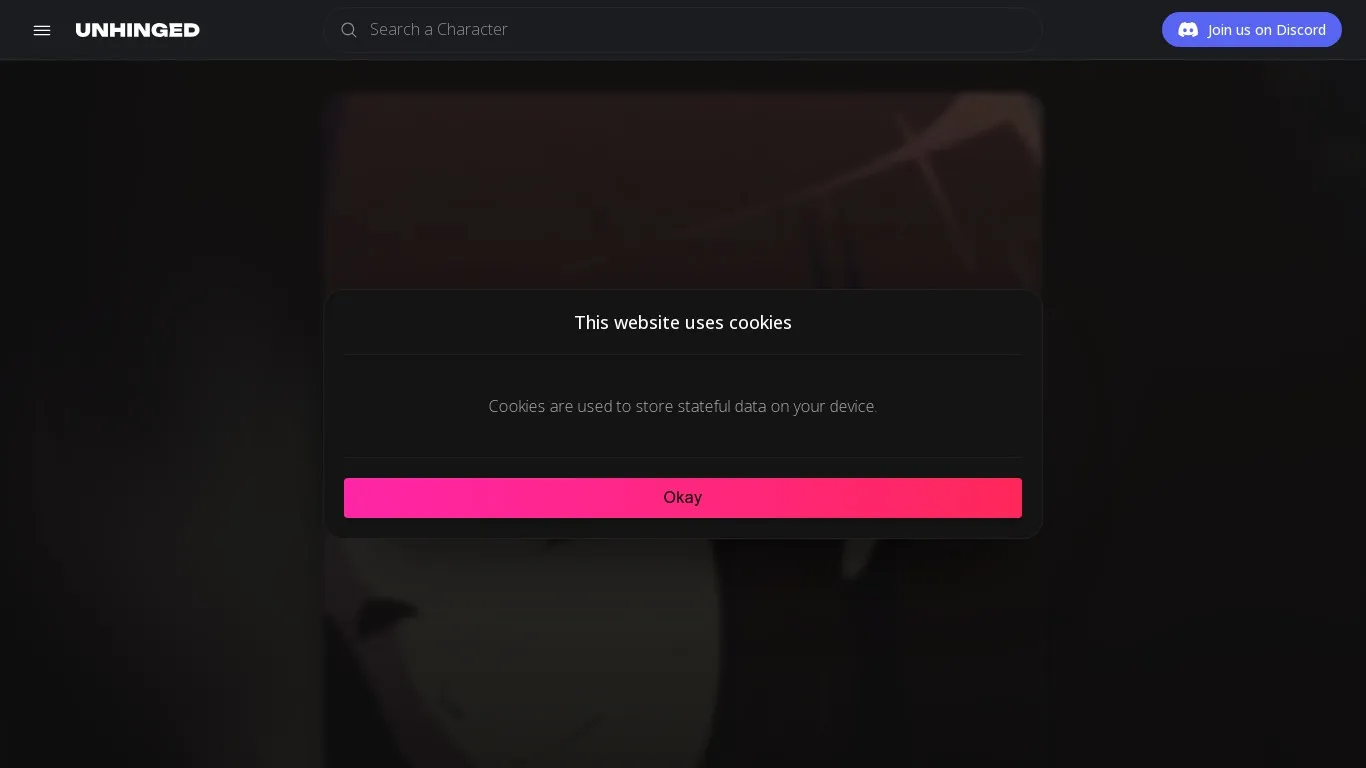 UNHINGED
Search a Character
Join us on Discord
This website uses cookies
Cookies are used to store stateful data on your device.
Okay